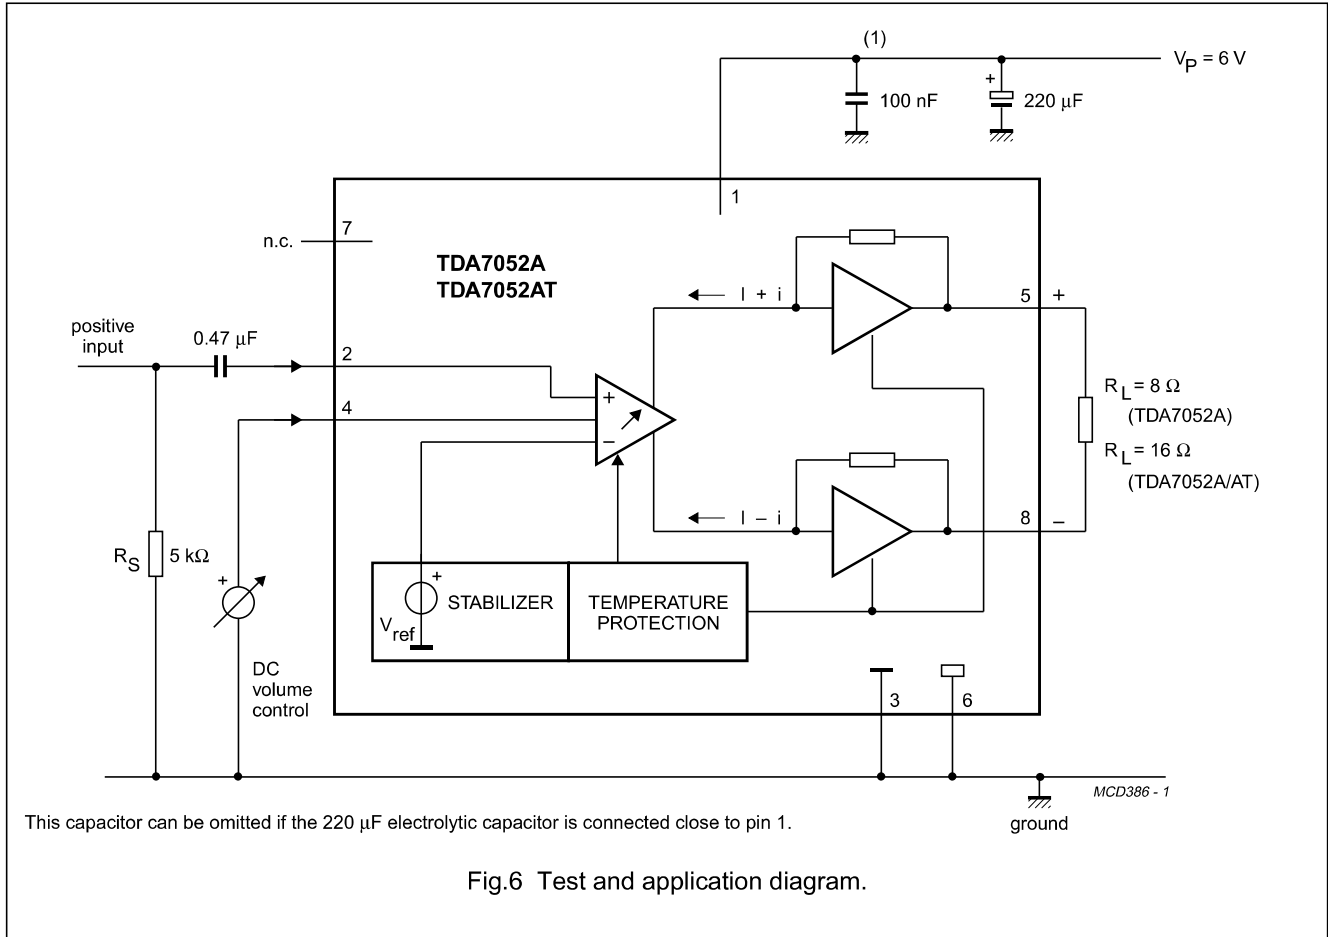 (1)
V_P = 6 V
+
100 nF
220 µF
1
7
n.c.
TDA7052A
TDA7052AT
I + i
5
+
positive
input
0.47 µF
2
+
4
−
R_L = 8 Ω
(TDA7052A)
R_L = 16 Ω
(TDA7052A/AT)
I − i
8
−
R_S
5 kΩ
+
+
STABILIZER
V_ref
TEMPERATURE
PROTECTION
DC
volume
control
3
6
MCD386 - 1
ground
This capacitor can be omitted if the 220 µF electrolytic capacitor is connected close to pin 1.
Fig.6 Test and application diagram.